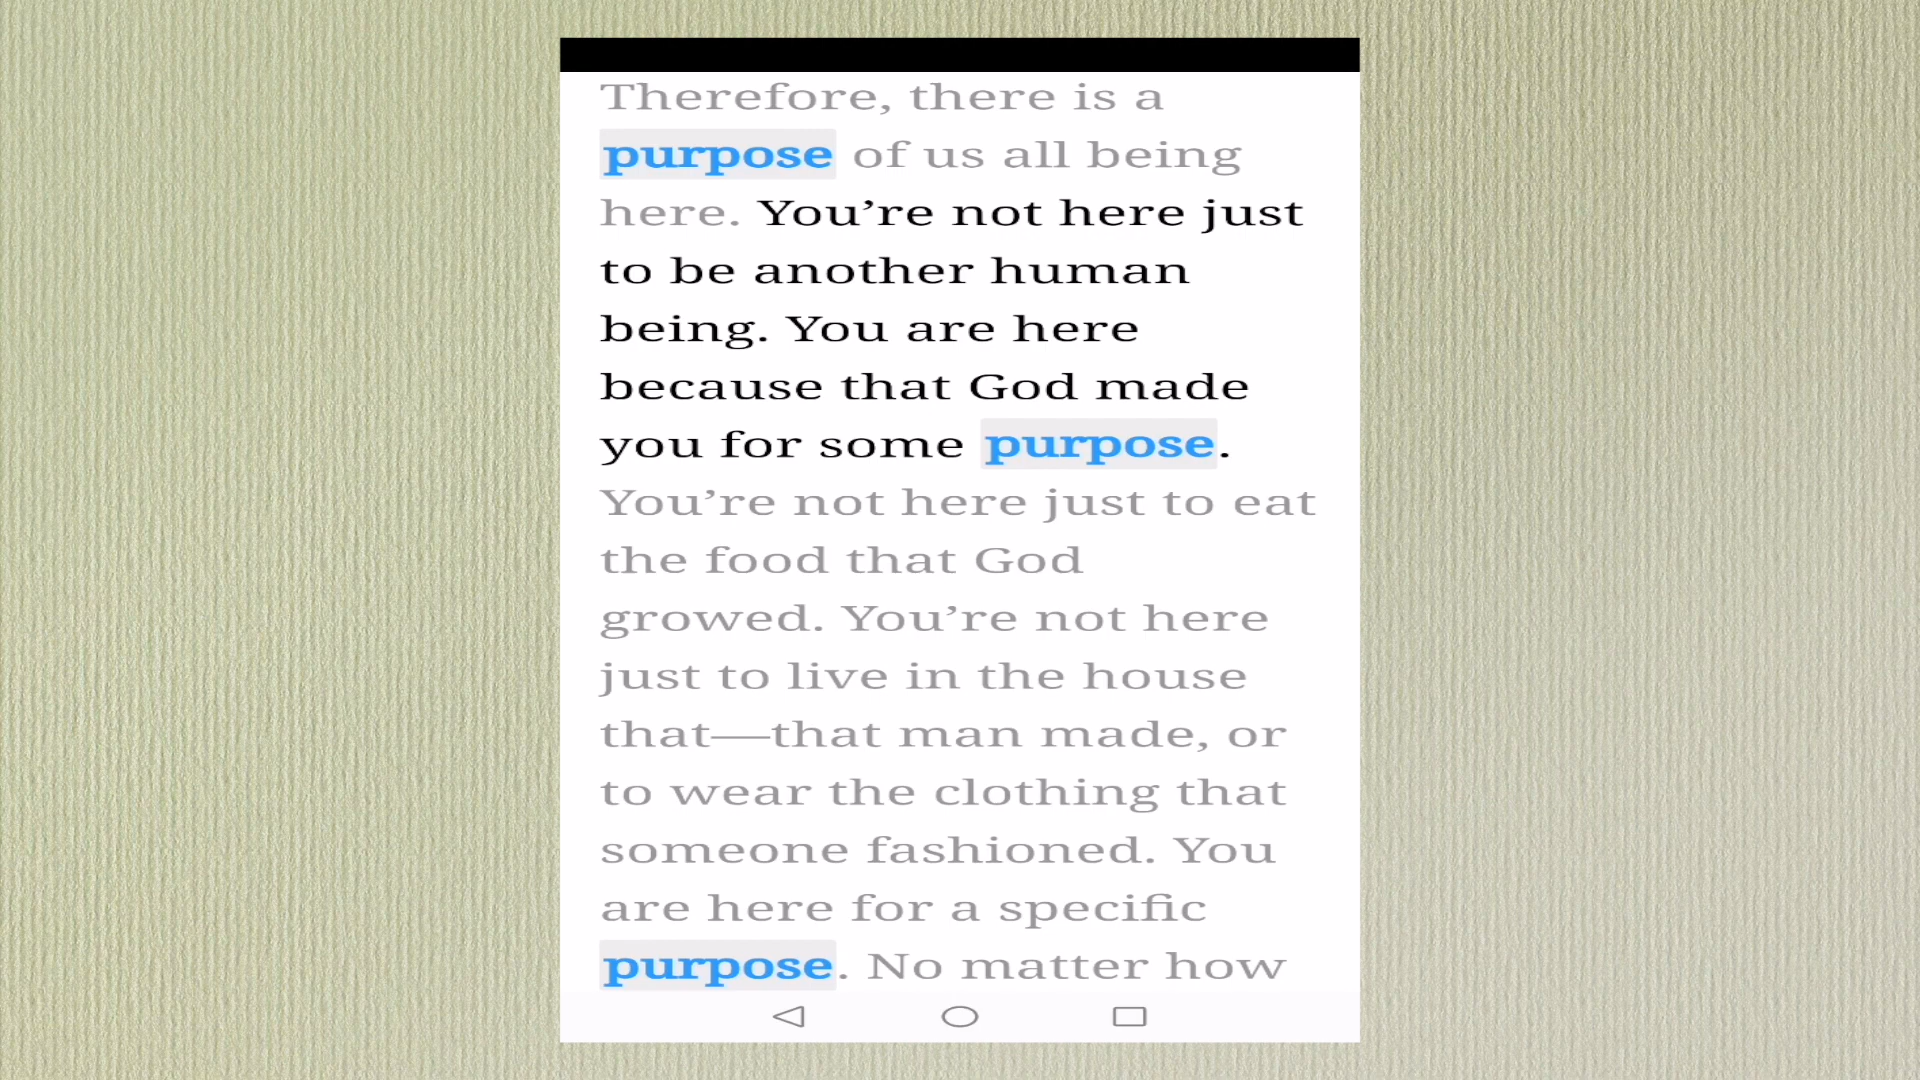 Therefore, there is a
purpose of us all being
here. You’re not here just
to be another human
being. You are here
because that God made
you for some purpose.
You’re not here just to eat
the food that God
growed. You’re not here
just to live in the house
that—that man made, or
to wear the clothing that
someone fashioned. You
are here for a specific
purpose. No matter how